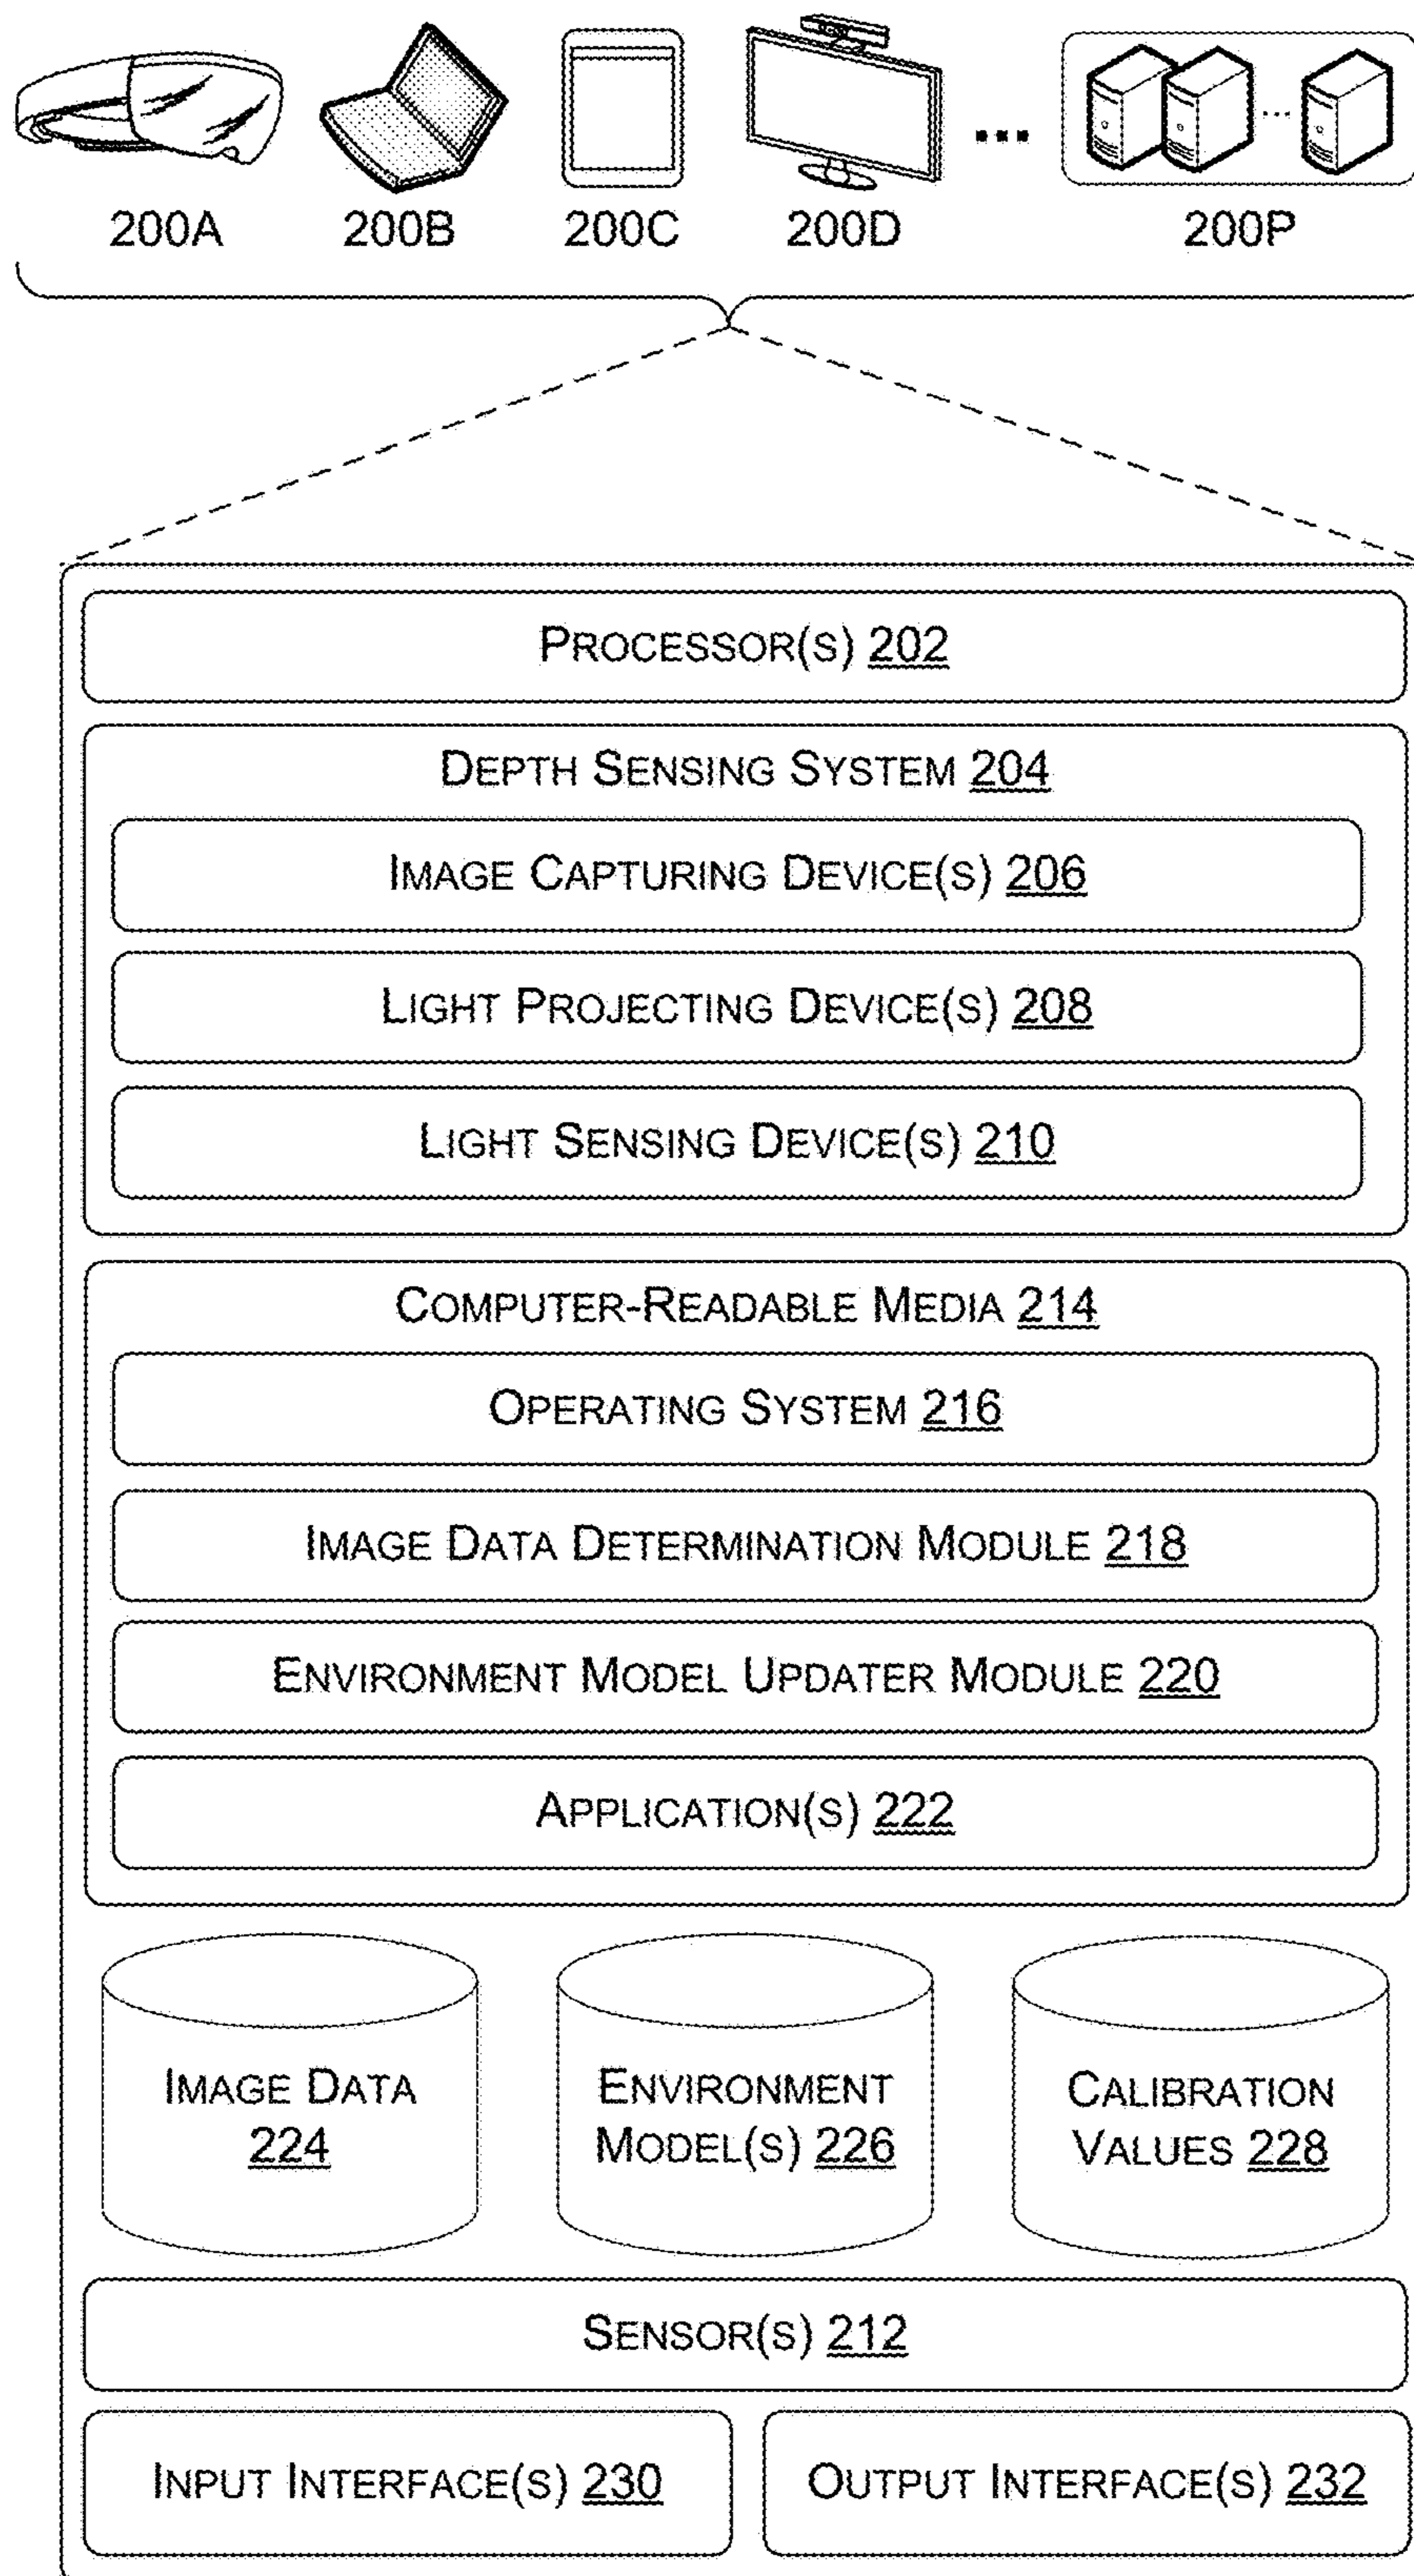 200A 200B 200C 200D 200P
PROCESSOR(S) 202
DEPTH SENSING SYSTEM 204
IMAGE CAPTURING DEVICE(S) 206
LIGHT PROJECTING DEVICE(S) 208
LIGHT SENSING DEVICE(S) 210
COMPUTER-READABLE MEDIA 214
OPERATING SYSTEM 216
IMAGE DATA DETERMINATION MODULE 218
ENVIRONMENT MODEL UPDATER MODULE 220
APPLICATION(S) 222
IMAGE DATA
224
ENVIRONMENT
MODEL(S) 226
CALIBRATION
VALUES 228
SENSOR(S) 212
INPUT INTERFACE(S) 230
OUTPUT INTERFACE(S) 232